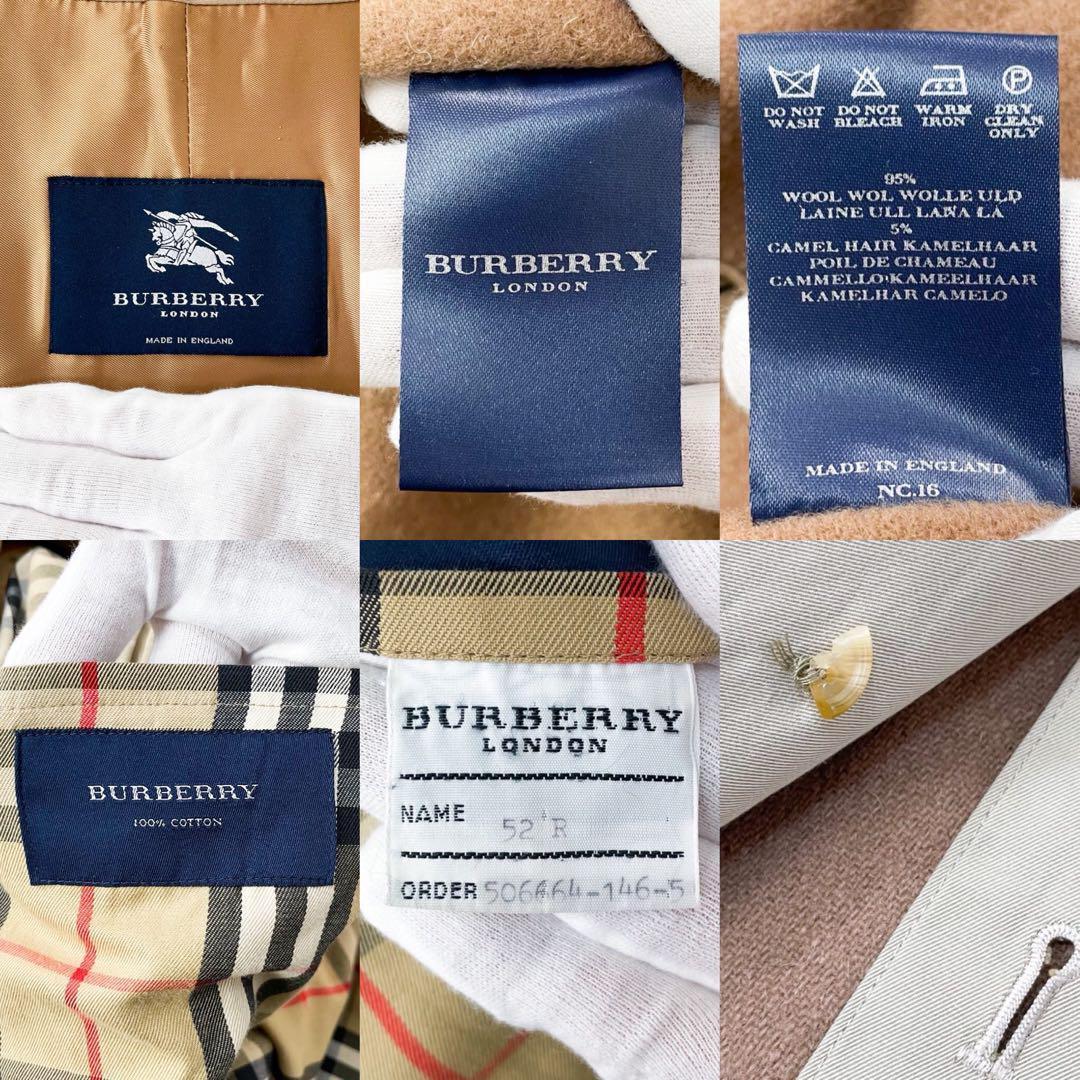 BURBERRY
LONDON
MADE IN ENGLAND
BURBERRY
LONDON
DO NOT WASH
DO NOT BLEACH
WARM IRON
DRY CLEAN ONLY
P
95%
WOOL WOL WOLLE ULD
LAINE ULL LANA LÃ
5%
CAMEL HAIR KAMELHAAR
POIL DE CHAMEAU
CAMMELLO·KAMEELHAAR
KAMELHAR CAMELO
MADE IN ENGLAND
NC.16
BURBERRY
100% COTTON
BURBERRY
LONDON
NAME 52'R
ORDER 506464-146-5